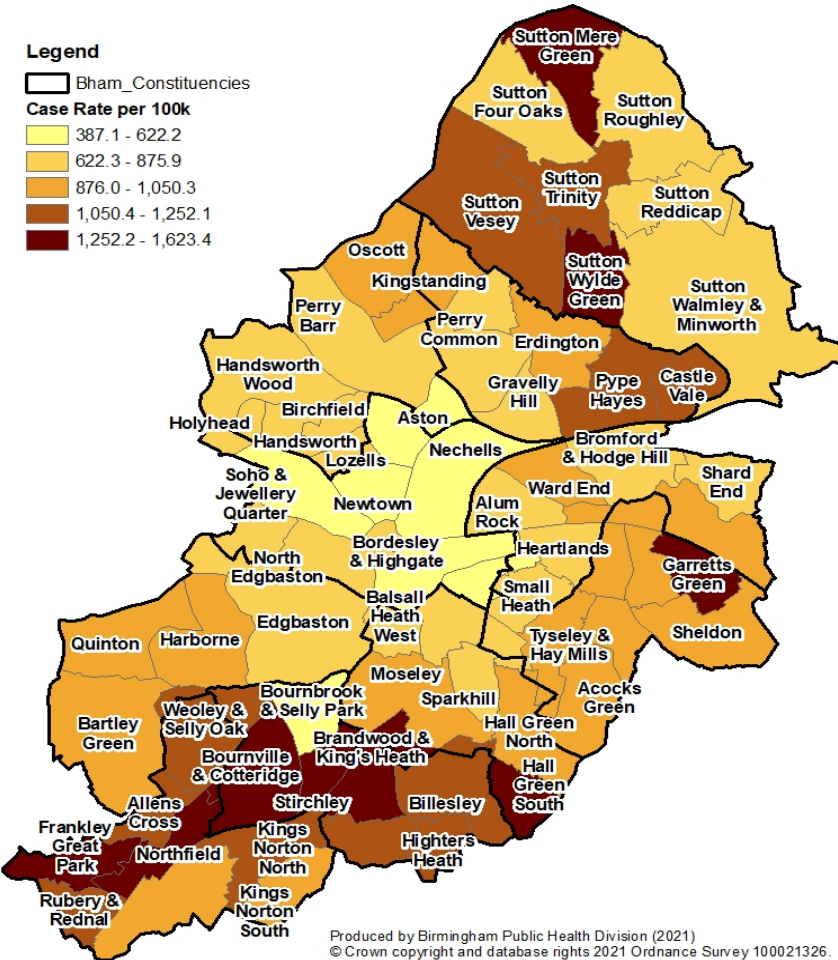 Legend
Bham_Constituencies
Case Rate per 100k
387.1 - 622.2
622.3 - 875.9
876.0 - 1,050.3
1,050.4 - 1,252.1
1,252.2 - 1,623.4
Sutton Mere
Green
Sutton
Four Oaks
Sutton
Roughley
Sutton
Trinity
Sutton
Vesey
Sutton
Reddicap
Sutton
Wylde
Green
Sutton
Walmley &
Minworth
Oscott
Kingstanding
Perry
Barr
Perry
Common
Erdington
Handsworth
Wood
Gravelly
Hill
Pype
Hayes
Castle
Vale
Birchfield
Aston
Holyhead
Handsworth
Lozells
Nechells
Bromford
& Hodge Hill
Soho &
Jewellery
Quarter
Newtown
Ward End
Shard
End
Alum
Rock
Bordesley
& Highgate
Heartlands
North
Edgbaston
Garretts
Green
Small
Heath
Balsall
Heath
West
Edgbaston
Quinton
Harborne
Tyseley &
Hay Mills
Sheldon
Moseley
Sparkhill
Acocks
Green
Bournbrook
& Selly Park
Weoley &
Selly Oak
Bartley
Green
Hall Green
North
Brandwood &
King's Heath
Bournville
& Cotteridge
Hall
Green
South
Stirchley
Billesley
Allens
Cross
Frankley
Great
Park
Northfield
Kings
Norton
North
Highters
Heath
Rubery &
Rednal
Kings
Norton
South
Produced by Birmingham Public Health Division (2021)
© Crown copyright and database rights 2021 Ordnance Survey 100021326.